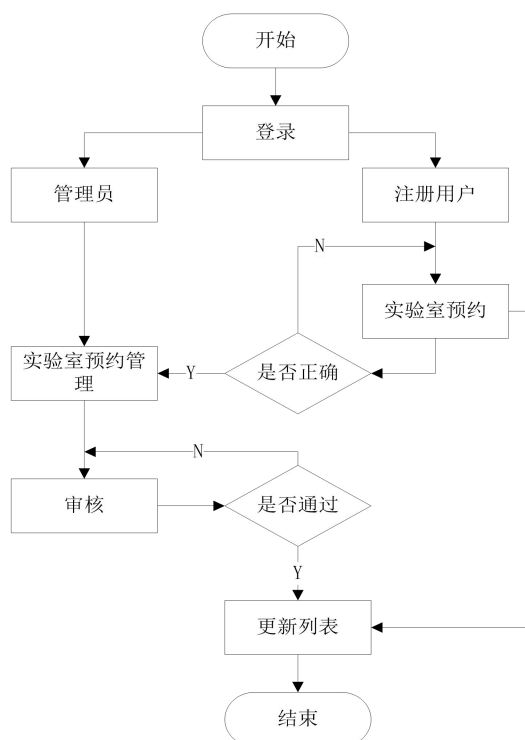 开始
登录
管理员
注册用户
N
实验室预约
实验室预约管
理
Y
是否正确
N
审核
是否通过
Y
更新列表
结束